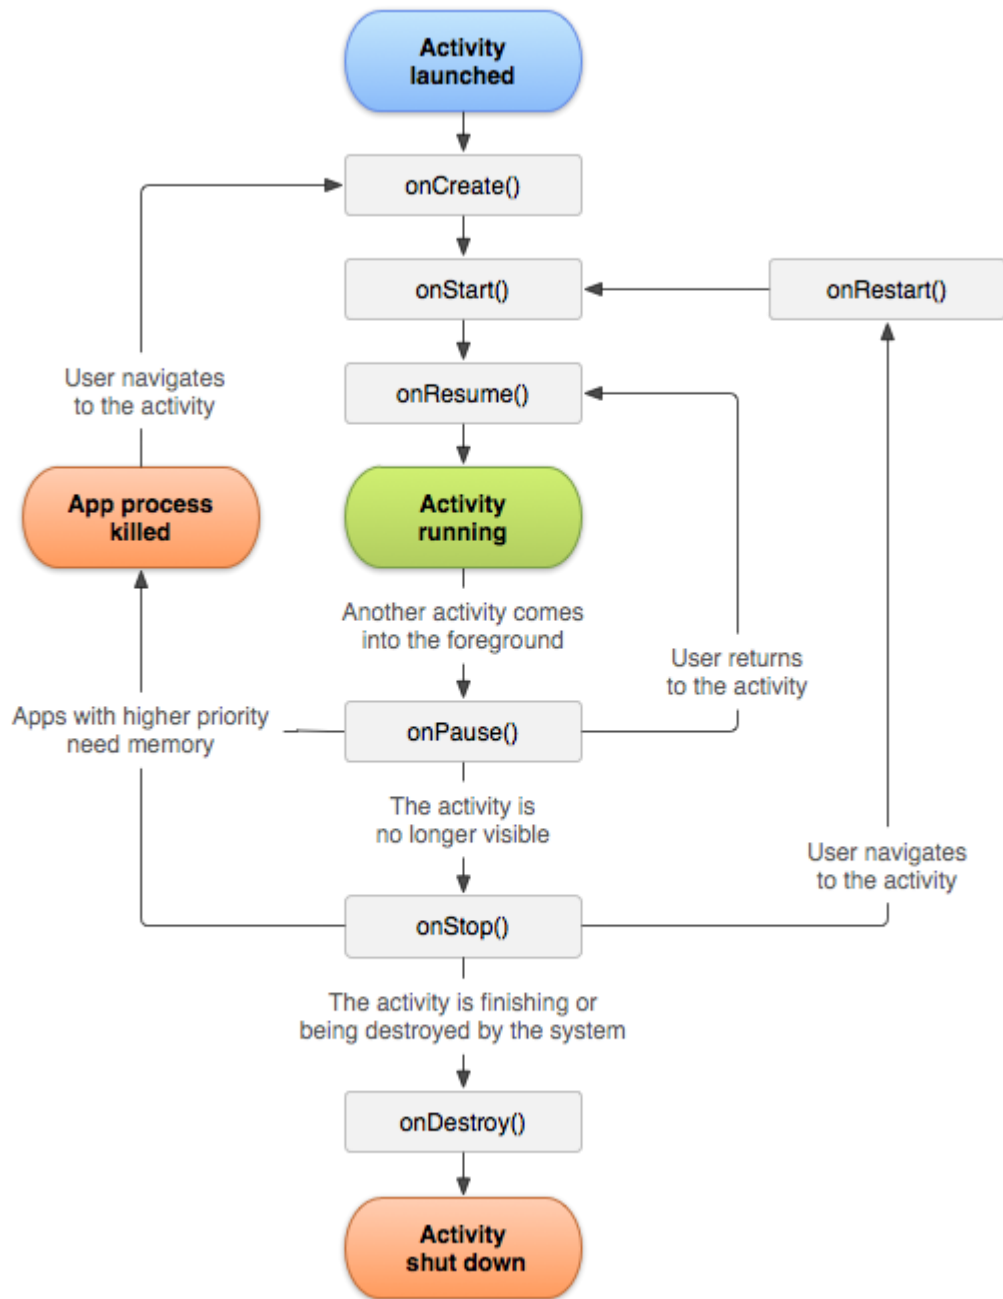 Activity
launched
onCreate()
onStart()
onRestart()
onResume()
User navigates
to the activity
App process
killed
Activity
running
Another activity comes
into the foreground
User returns
to the activity
Apps with higher priority
need memory
onPause()
The activity is
no longer visible
User navigates
to the activity
onStop()
The activity is finishing or
being destroyed by the system
onDestroy()
Activity
shut down